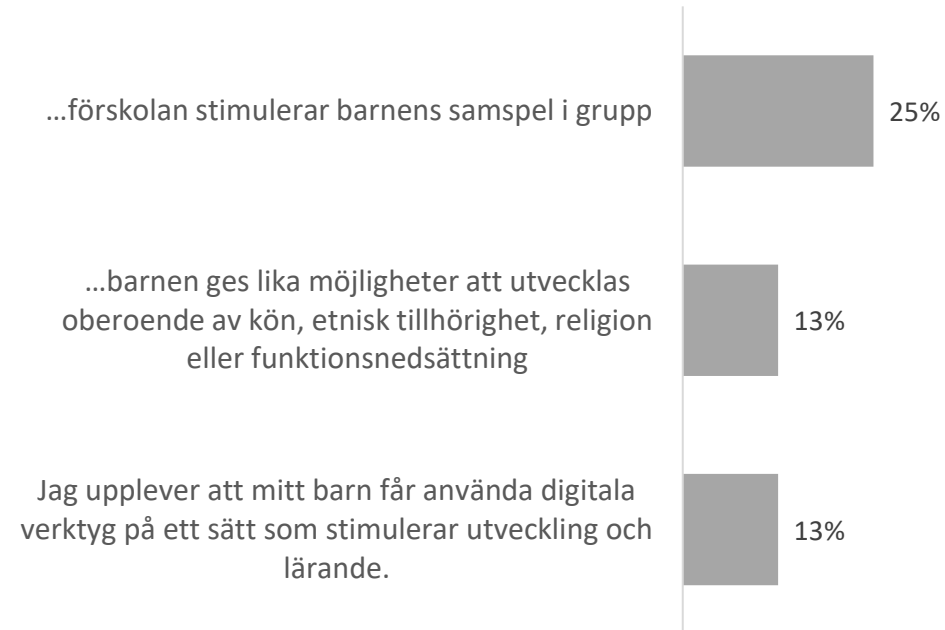 …förskolan stimulerar barnens samspel i grupp
25%
…barnen ges lika möjligheter att utvecklas
oberoende av kön, etnisk tillhörighet, religion
eller funktionsnedsättning
13%
Jag upplever att mitt barn får använda digitala
verktyg på ett sätt som stimulerar utveckling och
lärande.
13%